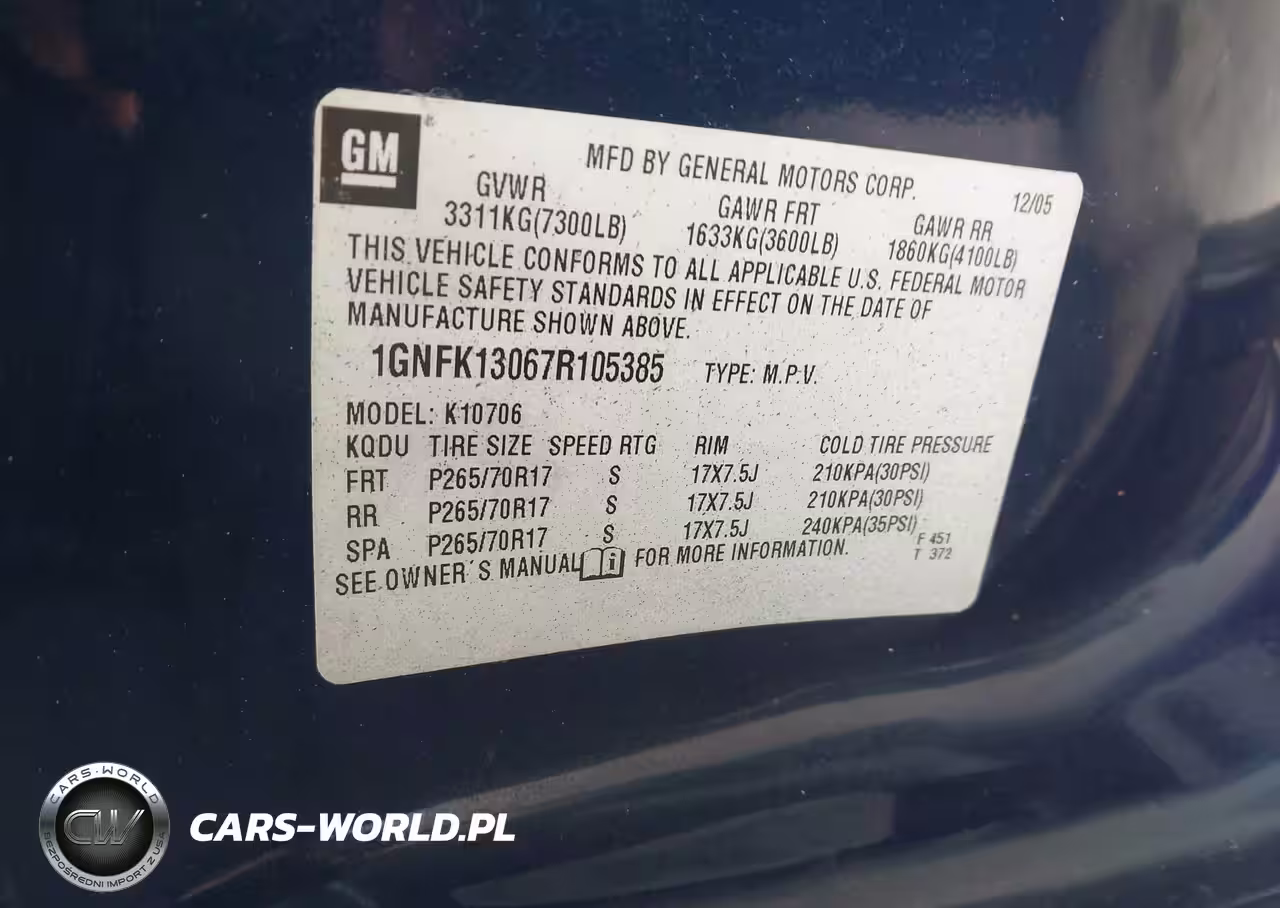 GM
MFD BY GENERAL MOTORS CORP.
12/05
GVWR GAWR FRT GAWR RR
3311KG(7300LB) 1633KG(3600LB) 1860KG(4100LB)
THIS VEHICLE CONFORMS TO ALL APPLICABLE U.S. FEDERAL MOTOR
VEHICLE SAFETY STANDARDS IN EFFECT ON THE DATE OF
MANUFACTURE SHOWN ABOVE.
1GNFK13067R105385 TYPE: M.P.V.
MODEL: K10706
KQDU TIRE SIZE SPEED RTG RIM COLD TIRE PRESSURE
FRT P265/70R17 S 17X7.5J 210KPA(30PSI)
RR P265/70R17 S 17X7.5J 210KPA(30PSI)
SPA P265/70R17 S 17X7.5J 240KPA(35PSI)
SEE OWNER'S MANUAL i FOR MORE INFORMATION.
F 451
T 372
CARS-WORLD
CW
BEZPOŚREDNI IMPORT Z USA
CARS-WORLD.PL